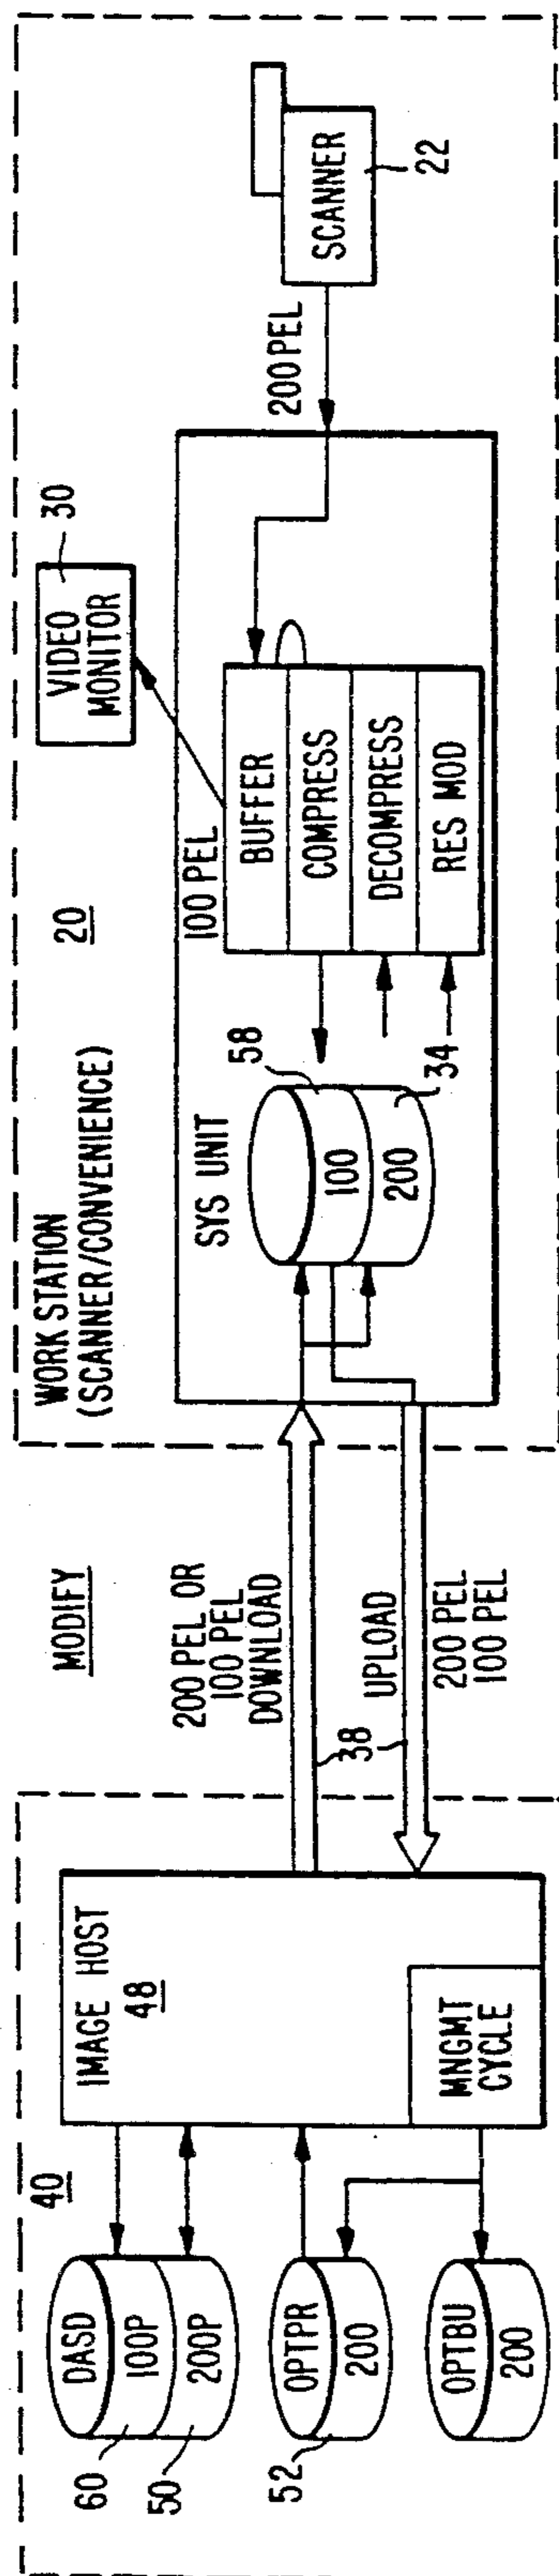 40
DASD
100P
200P
60
50
OPTPR
200
52
OPTBU
200
IMAGE HOST
48
MNGMT
CYCLE
MODIFY
200 PEL OR
100 PEL
DOWNLOAD
38
UPLOAD
200 PEL
100 PEL
WORK STATION
(SCANNER/CONVENIENCE)
20
SYS UNIT
58
100
200
34
100 PEL
BUFFER
COMPRESS
DECOMPRESS
RES MOD
VIDEO
MONITOR
30
200 PEL
SCANNER
22